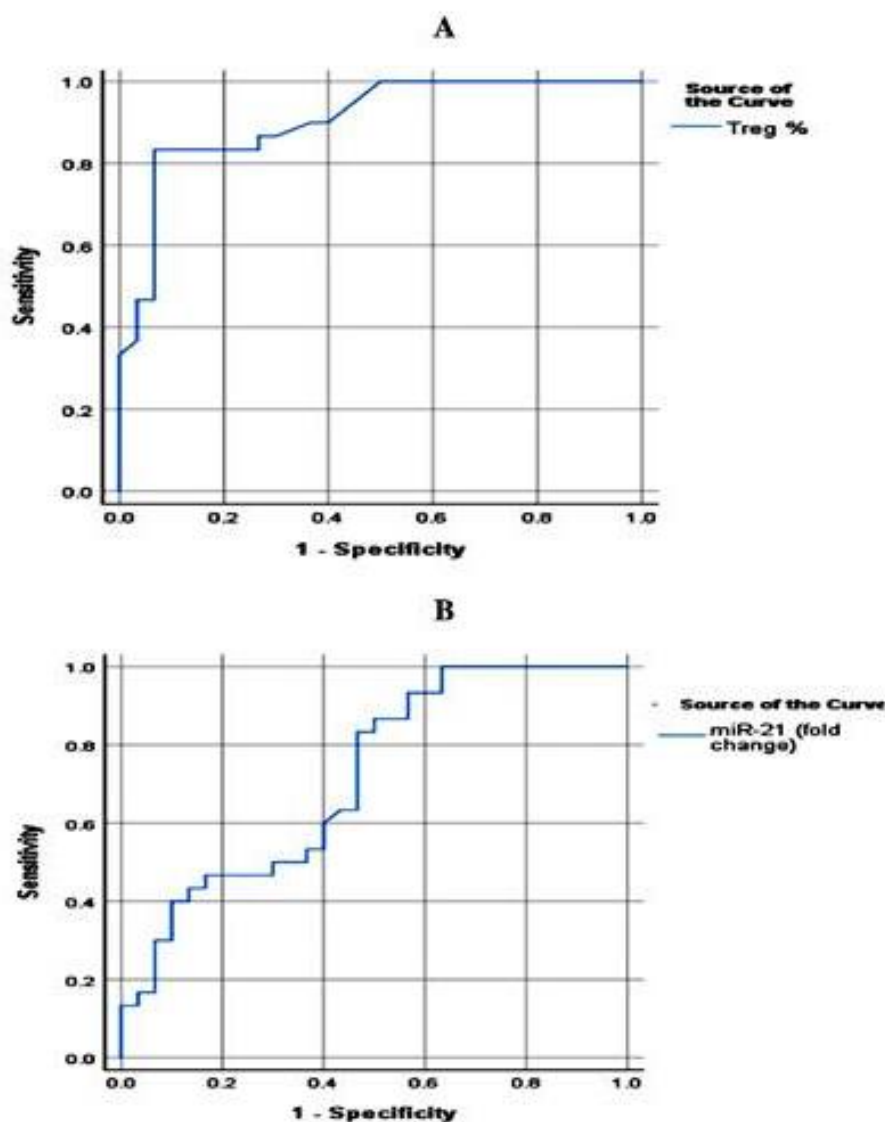 A
1.0
0.8
0.6
0.4
0.2
0.0
Sensitivity
0.0 0.2 0.4 0.6 0.8 1.0
1 - Specificity
Source of
the Curve
Treg %
B
1.0
0.8
0.6
0.4
0.2
0.0
Sensitivity
0.0 0.2 0.4 0.6 0.8 1.0
1 - Specificity
Source of the Curve
miR-21 (fold
change)